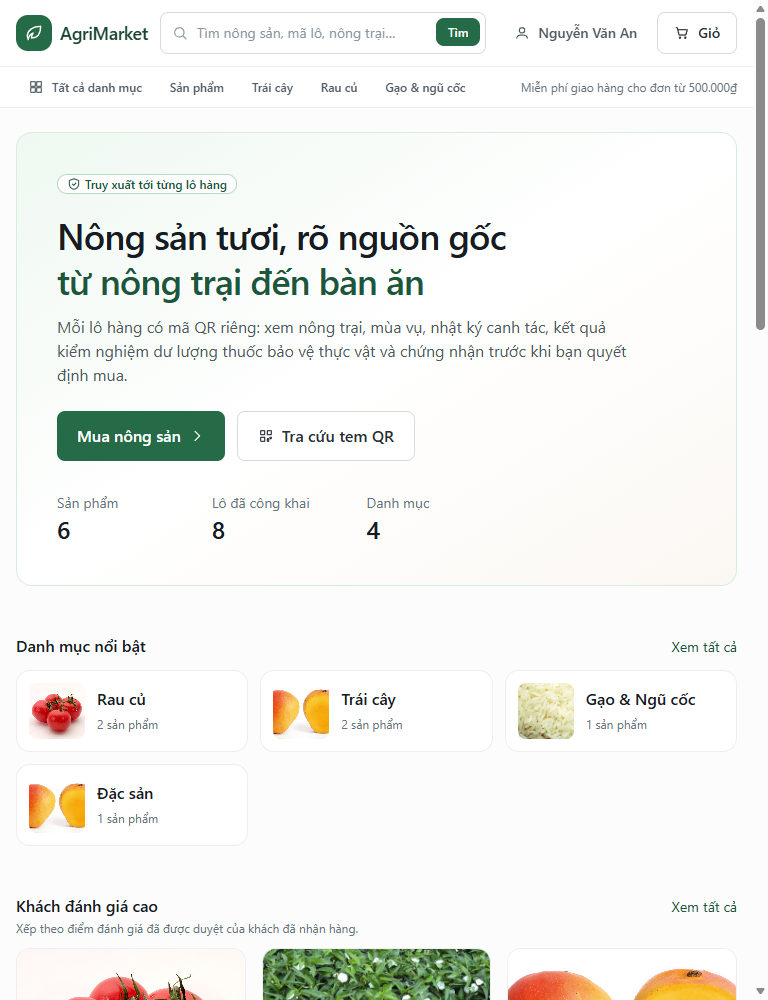 AgriMarket
Tìm nông sản, mã lô, nông trại...
Tìm
Nguyễn Văn An
Giỏ
Tất cả danh mục
Sản phẩm
Trái cây
Rau củ
Gạo & ngũ cốc
Miễn phí giao hàng cho đơn từ 500.000₫
Truy xuất tới từng lô hàng
Nông sản tươi, rõ nguồn gốc
từ nông trại đến bàn ăn
Mỗi lô hàng có mã QR riêng: xem nông trại, mùa vụ, nhật ký canh tác, kết quả
kiểm nghiệm dư lượng thuốc bảo vệ thực vật và chứng nhận trước khi bạn quyết
định mua.
Mua nông sản
Tra cứu tem QR
Sản phẩm
6
Lô đã công khai
8
Danh mục
4
Danh mục nổi bật
Xem tất cả
Rau củ
2 sản phẩm
Trái cây
2 sản phẩm
Gạo & Ngũ cốc
1 sản phẩm
Đặc sản
1 sản phẩm
Khách đánh giá cao
Xem tất cả
Xếp theo điểm đánh giá đã được duyệt của khách đã nhận hàng.